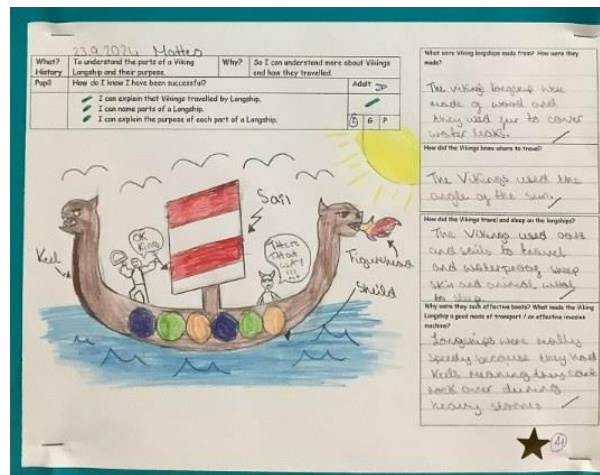 23.9.2024 Matteo
What? To understand the parts of a Viking Longship and their purpose. Why? So I can understand more about Vikings and how they travelled.
History
Pupil How do I know I have been successful? Adult
I can explain that Vikings travelled by Longship.
I can name parts of a Longship.
I can explain the purpose of each part of a Longship.
I G P
Keel
OK King
Sail
There That way !!!
Figurehead
Sheild
What were Viking longships made from? How were they made?
The Viking longships were
made of wood and
they used fur to cover
water leaks.
How did the Vikings know where to travel?
The Vikings used the
angle of the sun.
How did the Vikings travel and sleep on the longships?
The Vikings used oars
and sails to travel
and waterproof sheep
skin and animal wool
to sleep.
Why were they such effective boats? What made the Viking Longship a good mode of transport / an effective invasive machine?
Longships were really
speedy because they had
Keels meaning they
rock over during
heavy storms